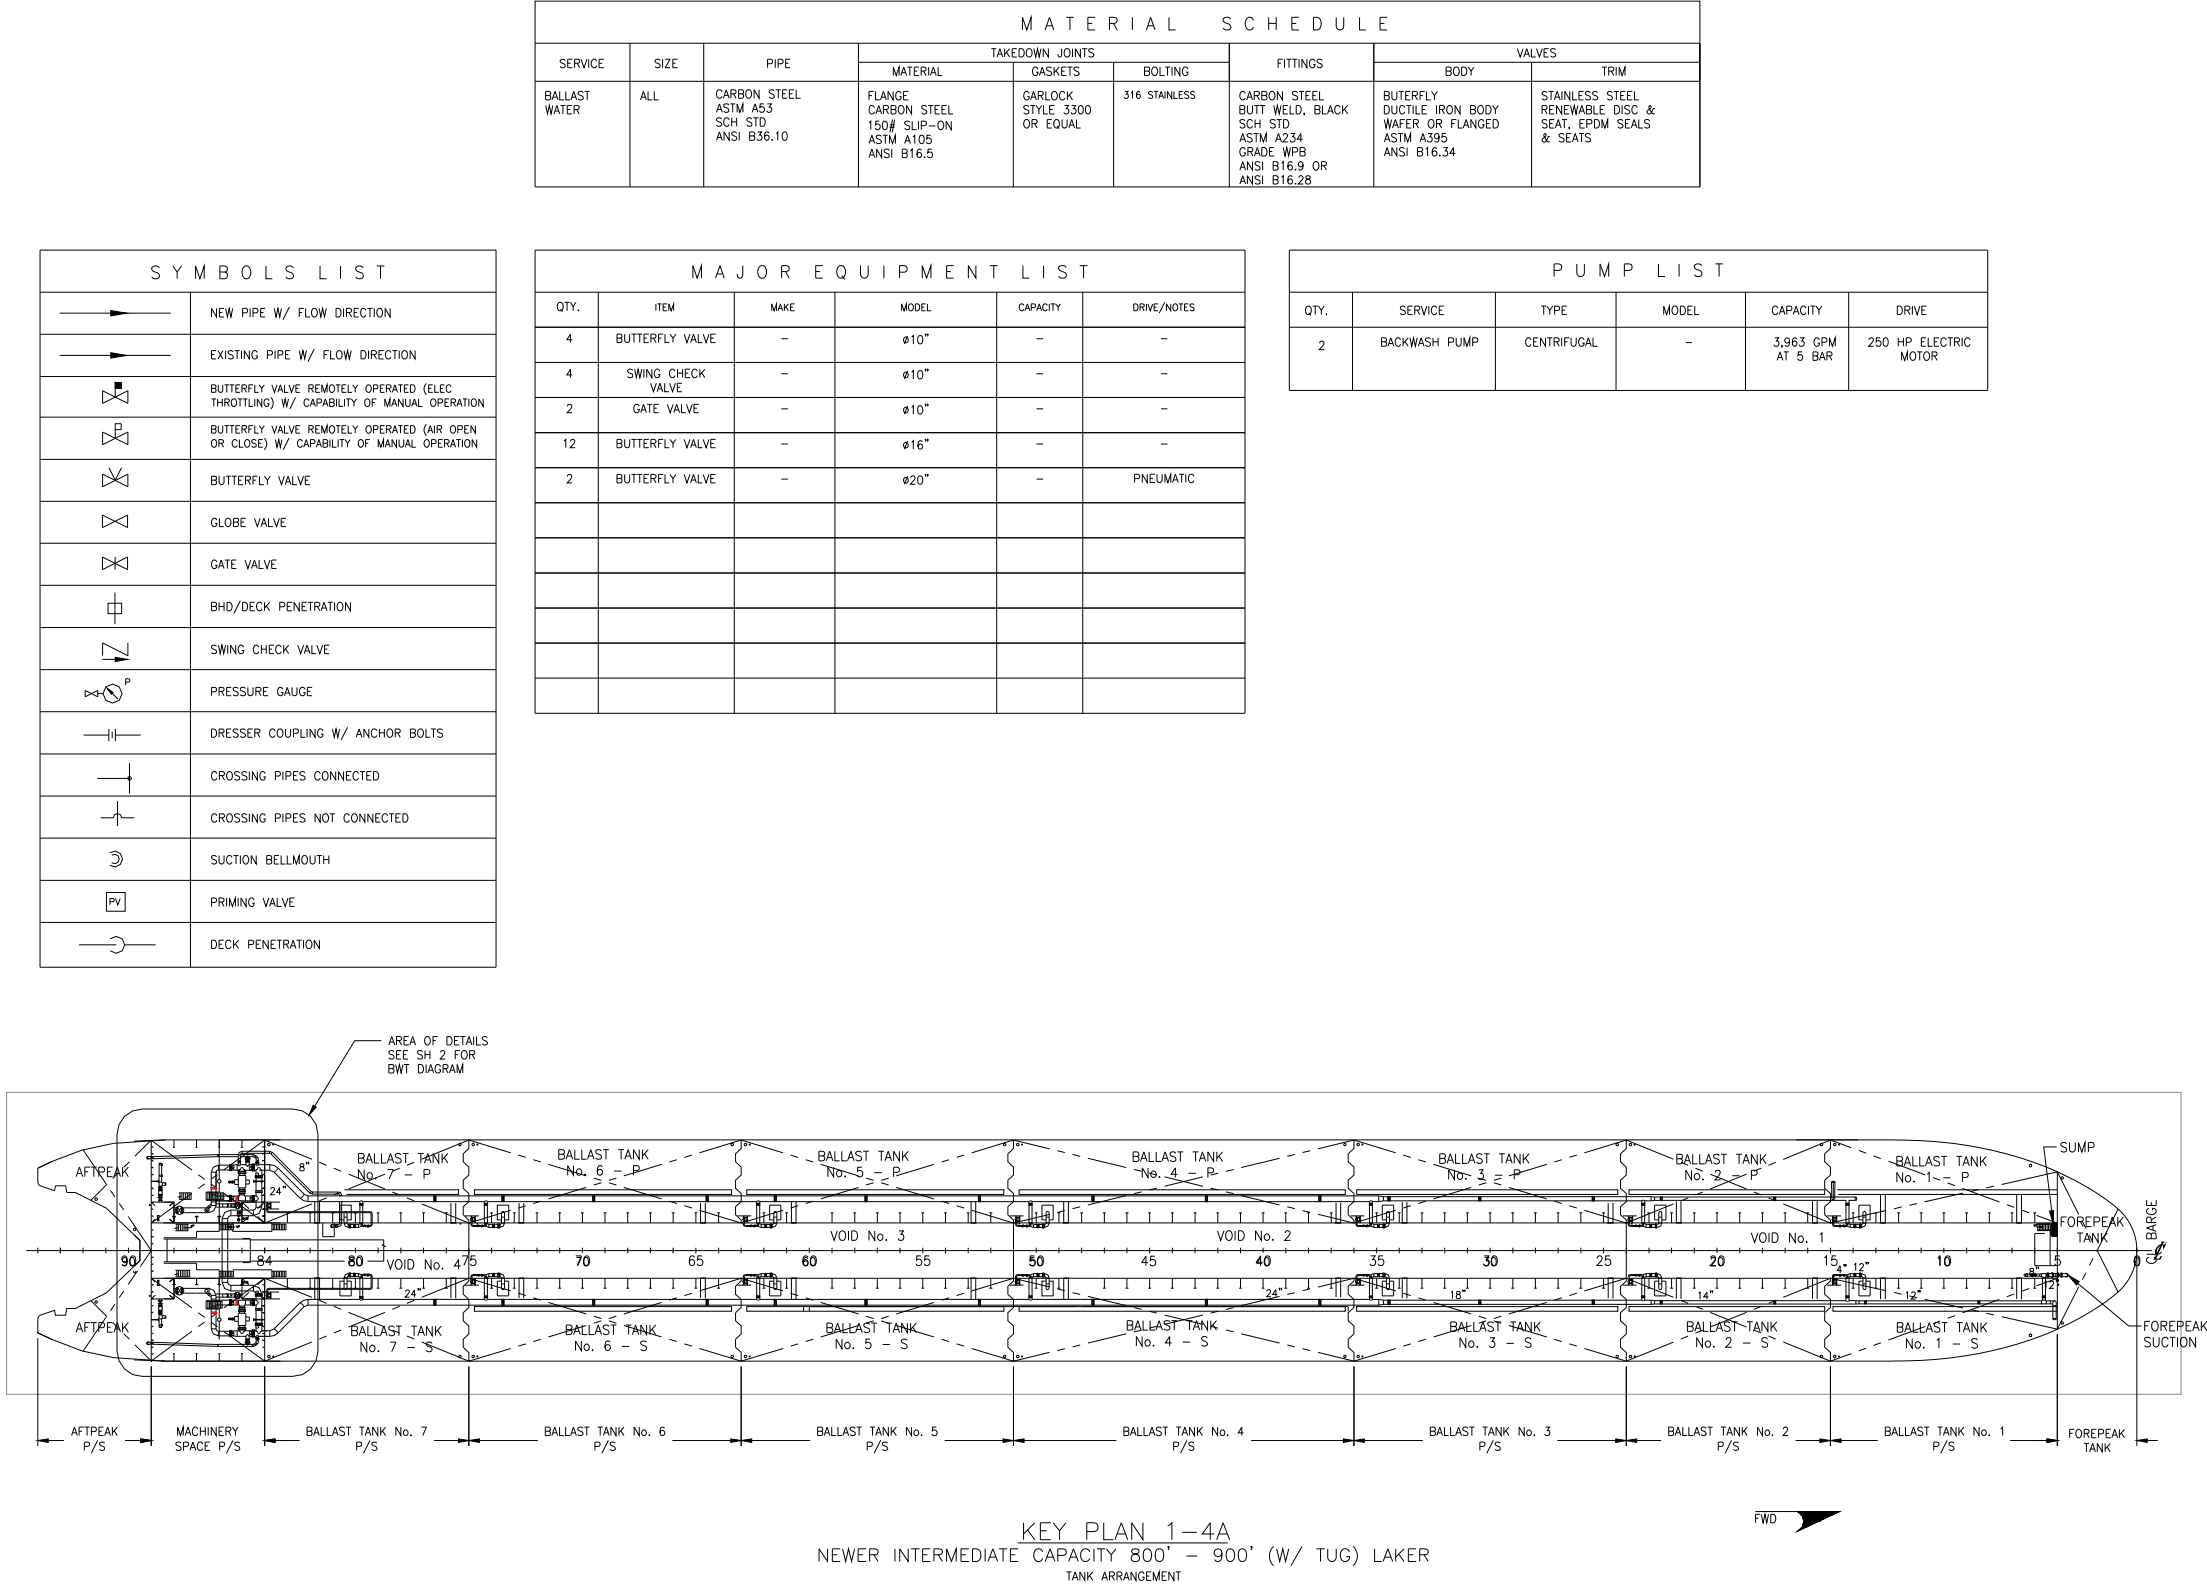 MATERIAL SCHEDULE
SERVICE
SIZE
PIPE
TAKEDOWN JOINTS
MATERIAL
GASKETS
BOLTING
FITTINGS
VALVES
BODY
TRIM
BALLAST
WATER
ALL
CARBON STEEL
ASTM A53
SCH STD
ANSI B36.10
FLANGE
CARBON STEEL
150# SLIP-ON
ASTM A105
ANSI B16.5
GARLOCK
STYLE 3300
OR EQUAL
316 STAINLESS
CARBON STEEL
BUTT WELD, BLACK
SCH STD
ASTM A234
GRADE WPB
ANSI B16.9 OR
ANSI B16.28
BUTERFLY
DUCTILE IRON BODY
WAFER OR FLANGED
ASTM A395
ANSI B16.34
STAINLESS STEEL
RENEWABLE DISC &
SEAT, EPDM SEALS
& SEATS
SYMBOLS LIST
NEW PIPE W/ FLOW DIRECTION
EXISTING PIPE W/ FLOW DIRECTION
BUTTERFLY VALVE REMOTELY OPERATED (ELEC
THROTTLING) W/ CAPABILITY OF MANUAL OPERATION
BUTTERFLY VALVE REMOTELY OPERATED (AIR OPEN
OR CLOSE) W/ CAPABILITY OF MANUAL OPERATION
BUTTERFLY VALVE
GLOBE VALVE
GATE VALVE
BHD/DECK PENETRATION
SWING CHECK VALVE
P
PRESSURE GAUGE
DRESSER COUPLING W/ ANCHOR BOLTS
CROSSING PIPES CONNECTED
CROSSING PIPES NOT CONNECTED
SUCTION BELLMOUTH
PV
PRIMING VALVE
DECK PENETRATION
MAJOR EQUIPMENT LIST
QTY. ITEM MAKE MODEL CAPACITY DRIVE/NOTES
4 BUTTERFLY VALVE - ø10" - -
4 SWING CHECK - ø10" - -
VALVE
2 GATE VALVE - ø10" - -
12 BUTTERFLY VALVE - ø16" - -
2 BUTTERFLY VALVE - ø20" - PNEUMATIC
PUMP LIST
QTY. SERVICE TYPE MODEL CAPACITY DRIVE
2 BACKWASH PUMP CENTRIFUGAL - 3,963 GPM 250 HP ELECTRIC
AT 5 BAR MOTOR
AREA OF DETAILS
SEE SH 2 FOR
BWT DIAGRAM
AFTPEAK
8"
24"
BALLAST TANK
No. 7 - P
BALLAST TANK
No. 6 - P
BALLAST TANK
No. 5 - P
BALLAST TANK
No. 4 - P
BALLAST TANK
No. 3 - P
BALLAST TANK
No. 2 - P
BALLAST TANK
No. 1 - P
SUMP
FOREPEAK
TANK
CL BARGE
VOID No. 4
VOID No. 3
VOID No. 2
VOID No. 1
90 84 80 75 65 60 55 50 45 40 35 30 25 20 15 10 5 0
24"
24"
18"
14"
4" 12"
12"
8"
2"
AFTPEAK
BALLAST TANK
No. 7 - S
BALLAST TANK
No. 6 - S
BALLAST TANK
No. 5 - S
BALLAST TANK
No. 4 - S
BALLAST TANK
No. 3 - S
BALLAST TANK
No. 2 - S
BALLAST TANK
No. 1 - S
FOREPEAK
SUCTION
AFTPEAK
P/S
MACHINERY
SPACE P/S
BALLAST TANK No. 7
P/S
BALLAST TANK No. 6
P/S
BALLAST TANK No. 5
P/S
BALLAST TANK No. 4
P/S
BALLAST TANK No. 3
P/S
BALLAST TANK No. 2
P/S
BALLAST TANK No. 1
P/S
FOREPEAK
TANK
FWD
KEY PLAN 1-4A
NEWER INTERMEDIATE CAPACITY 800' - 900' (W/ TUG) LAKER
TANK ARRANGEMENT